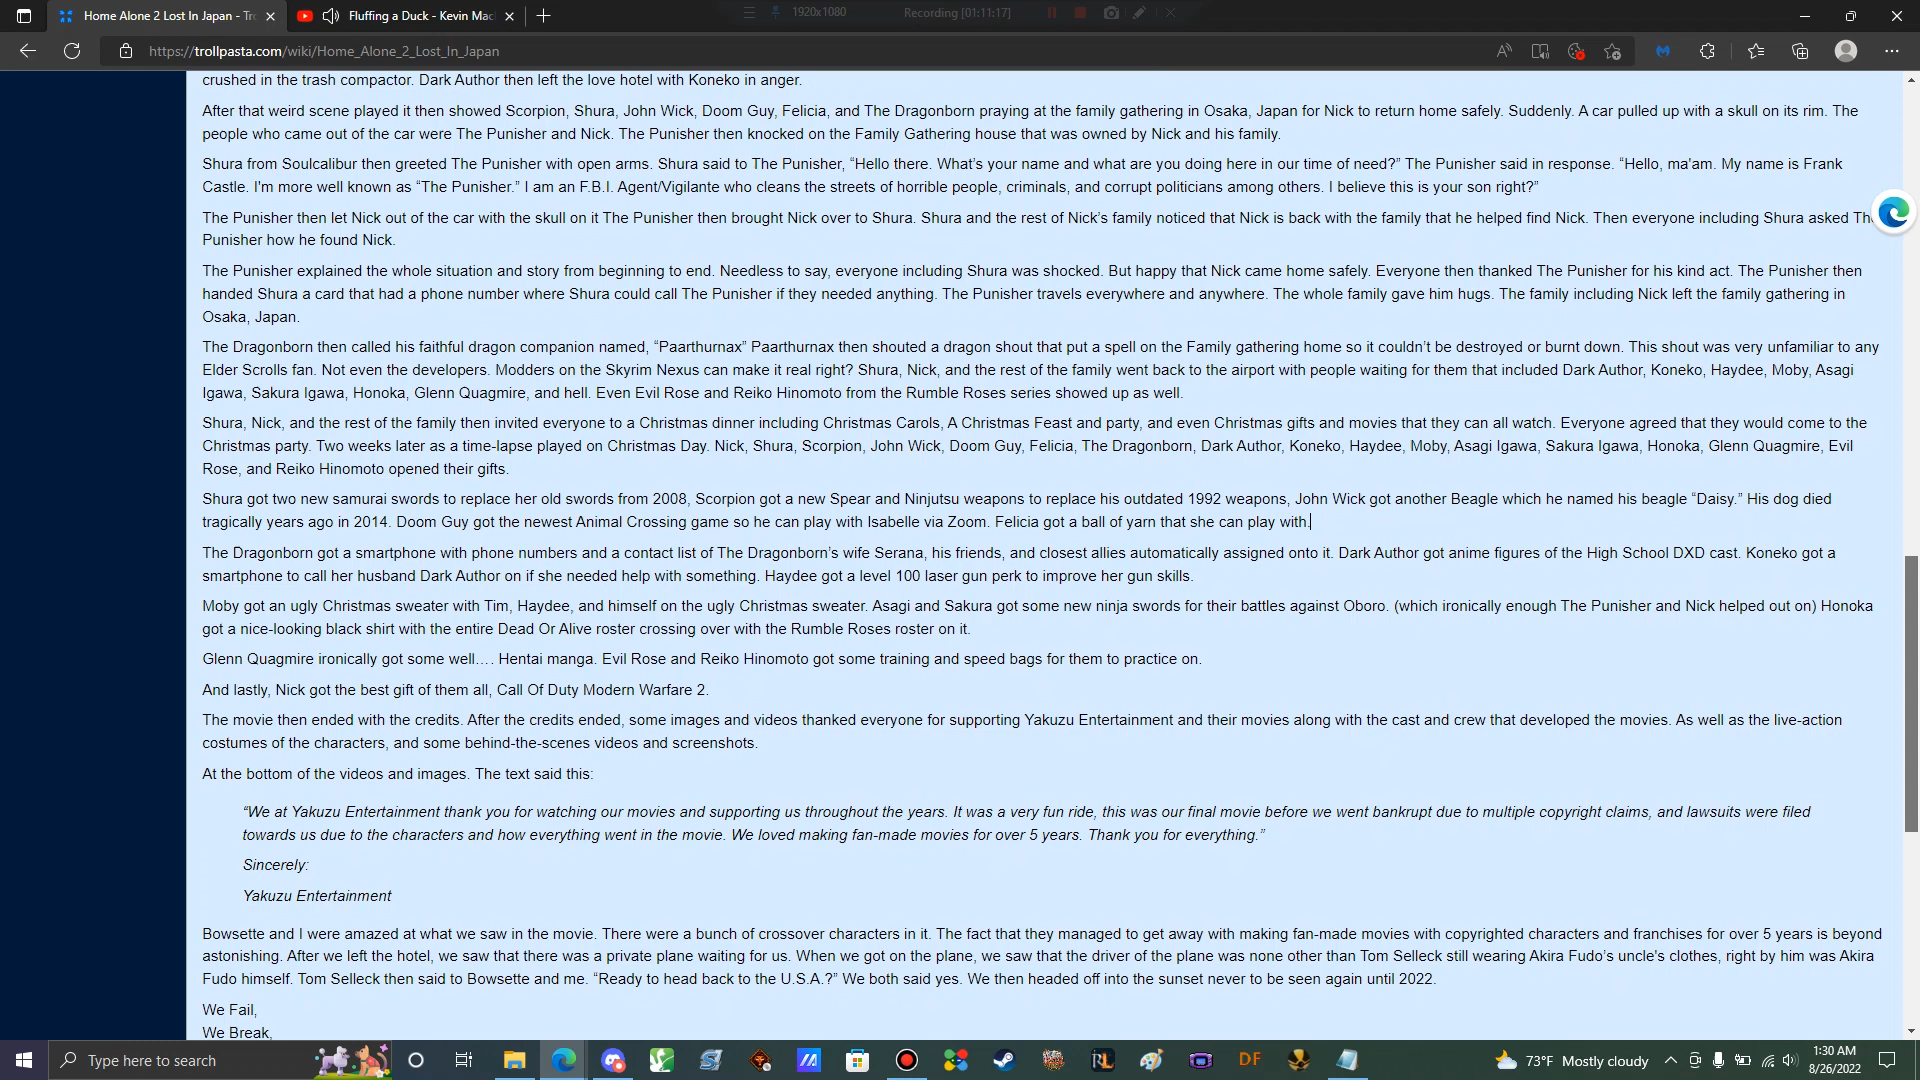 Home Alone 2 Lost In Japan - Tr
Fluffing a Duck - Kevin Mac
1920x1080
Recording [01:11:17]
https://trollpasta.com/wiki/Home_Alone_2_Lost_In_Japan
crushed in the trash compactor. Dark Author then left the love hotel with Koneko in anger.
After that weird scene played it then showed Scorpion, Shura, John Wick, Doom Guy, Felicia, and The Dragonborn praying at the family gathering in Osaka, Japan for Nick to return home safely. Suddenly. A car pulled up with a skull on its rim. The
people who came out of the car were The Punisher and Nick. The Punisher then knocked on the Family Gathering house that was owned by Nick and his family.
Shura from Soulcalibur then greeted The Punisher with open arms. Shura said to The Punisher, “Hello there. What’s your name and what are you doing here in our time of need?” The Punisher said in response. “Hello, ma'am. My name is Frank
Castle. I'm more well known as “The Punisher.” I am an F.B.I. Agent/Vigilante who cleans the streets of horrible people, criminals, and corrupt politicians among others. I believe this is your son right?”
The Punisher then let Nick out of the car with the skull on it The Punisher then brought Nick over to Shura. Shura and the rest of Nick’s family noticed that Nick is back with the family that he helped find Nick. Then everyone including Shura asked The
Punisher how he found Nick.
The Punisher explained the whole situation and story from beginning to end. Needless to say, everyone including Shura was shocked. But happy that Nick came home safely. Everyone then thanked The Punisher for his kind act. The Punisher then
handed Shura a card that had a phone number where Shura could call The Punisher if they needed anything. The Punisher travels everywhere and anywhere. The whole family gave him hugs. The family including Nick left the family gathering in
Osaka, Japan.
The Dragonborn then called his faithful dragon companion named, “Paarthurnax” Paarthurnax then shouted a dragon shout that put a spell on the Family gathering home so it couldn’t be destroyed or burnt down. This shout was very unfamiliar to any
Elder Scrolls fan. Not even the developers. Modders on the Skyrim Nexus can make it real right? Shura, Nick, and the rest of the family went back to the airport with people waiting for them that included Dark Author, Koneko, Haydee, Moby, Asagi
Igawa, Sakura Igawa, Honoka, Glenn Quagmire, and hell. Even Evil Rose and Reiko Hinomoto from the Rumble Roses series showed up as well.
Shura, Nick, and the rest of the family then invited everyone to a Christmas dinner including Christmas Carols, A Christmas Feast and party, and even Christmas gifts and movies that they can all watch. Everyone agreed that they would come to the
Christmas party. Two weeks later as a time-lapse played on Christmas Day. Nick, Shura, Scorpion, John Wick, Doom Guy, Felicia, The Dragonborn, Dark Author, Koneko, Haydee, Moby, Asagi Igawa, Sakura Igawa, Honoka, Glenn Quagmire, Evil
Rose, and Reiko Hinomoto opened their gifts.
Shura got two new samurai swords to replace her old swords from 2008, Scorpion got a new Spear and Ninjutsu weapons to replace his outdated 1992 weapons, John Wick got another Beagle which he named his beagle “Daisy.” His dog died
tragically years ago in 2014. Doom Guy got the newest Animal Crossing game so he can play with Isabelle via Zoom. Felicia got a ball of yarn that she can play with.
The Dragonborn got a smartphone with phone numbers and a contact list of The Dragonborn’s wife Serana, his friends, and closest allies automatically assigned onto it. Dark Author got anime figures of the High School DXD cast. Koneko got a
smartphone to call her husband Dark Author on if she needed help with something. Haydee got a level 100 laser gun perk to improve her gun skills.
Moby got an ugly Christmas sweater with Tim, Haydee, and himself on the ugly Christmas sweater. Asagi and Sakura got some new ninja swords for their battles against Oboro. (which ironically enough The Punisher and Nick helped out on) Honoka
got a nice-looking black shirt with the entire Dead Or Alive roster crossing over with the Rumble Roses roster on it.
Glenn Quagmire ironically got some well…. Hentai manga. Evil Rose and Reiko Hinomoto got some training and speed bags for them to practice on.
And lastly, Nick got the best gift of them all, Call Of Duty Modern Warfare 2.
The movie then ended with the credits. After the credits ended, some images and videos thanked everyone for supporting Yakuzu Entertainment and their movies along with the cast and crew that developed the movies. As well as the live-action
costumes of the characters, and some behind-the-scenes videos and screenshots.
At the bottom of the videos and images. The text said this:
“We at Yakuzu Entertainment thank you for watching our movies and supporting us throughout the years. It was a very fun ride, this was our final movie before we went bankrupt due to multiple copyright claims, and lawsuits were filed
towards us due to the characters and how everything went in the movie. We loved making fan-made movies for over 5 years. Thank you for everything.”
Sincerely:
Yakuzu Entertainment
Bowsette and I were amazed at what we saw in the movie. There were a bunch of crossover characters in it. The fact that they managed to get away with making fan-made movies with copyrighted characters and franchises for over 5 years is beyond
astonishing. After we left the hotel, we saw that there was a private plane waiting for us. When we got on the plane, we saw that the driver of the plane was none other than Tom Selleck still wearing Akira Fudo’s uncle's clothes, right by him was Akira
Fudo himself. Tom Selleck then said to Bowsette and me. “Ready to head back to the U.S.A.?” We both said yes. We then headed off into the sunset never to be seen again until 2022.
We Fail,
We Break,
Type here to search
DF
73°F Mostly cloudy
1:30 AM
8/26/2022